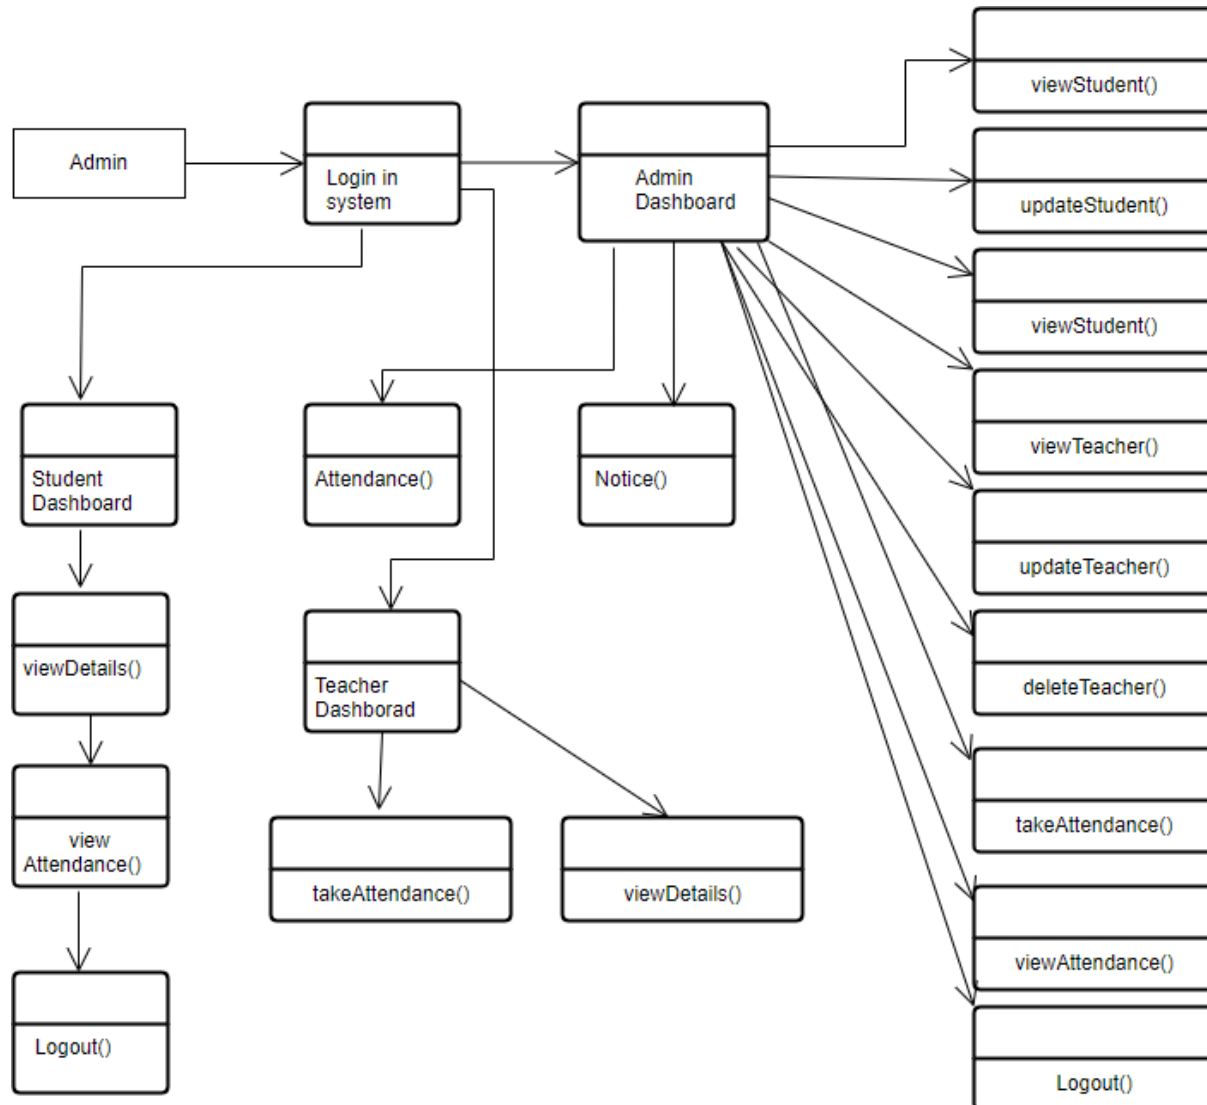 viewStudent()
Admin
Login in
system
Admin
Dashboard
updateStudent()
viewStudent()
viewTeacher()
Student
Dashboard
Attendance()
Notice()
updateTeacher()
viewDetails()
Teacher
Dashborad
deleteTeacher()
view
Attendance()
takeAttendance()
takeAttendance()
viewDetails()
viewAttendance()
Logout()
Logout()